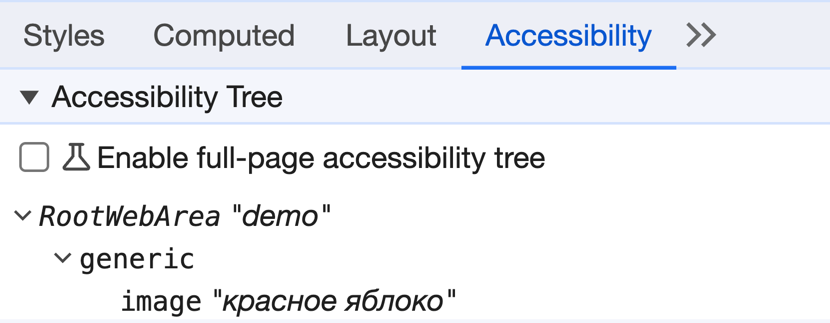 Styles Computed Layout Accessibility
Accessibility Tree
Enable full-page accessibility tree
RootWebArea "demo"
generic
image "красное яблоко"